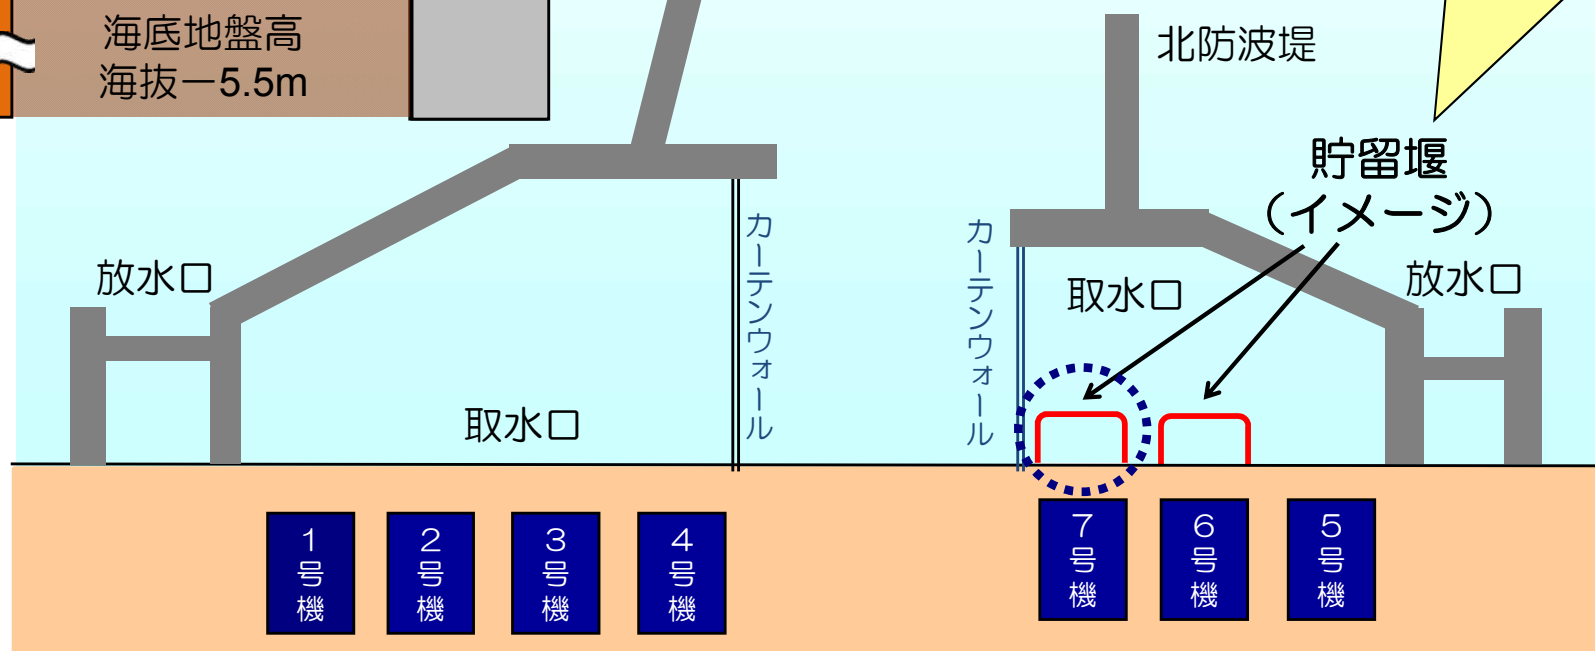 海底地盤高
海抜－5.5m
北防波堤
貯留堰
（イメージ）
カーテンウォール
カーテンウォール
放水口
取水口
放水口
取水口
1号機
2号機
3号機
4号機
7号機
6号機
5号機